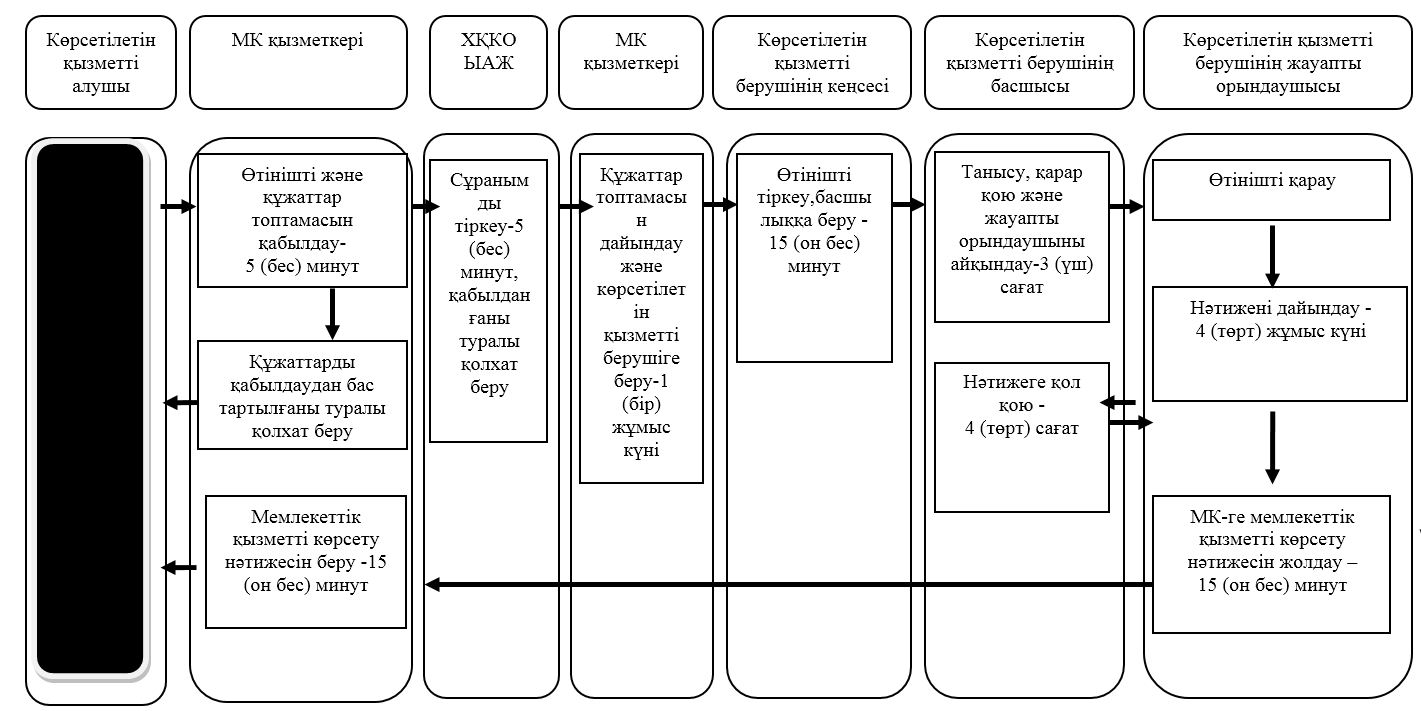 Көрсетілетін
қызметті
алушы
МК қызметкері
ХҚКО
ЫАЖ
МК
қызметкері
Көрсетілетін
қызметті
берушінің кеңсесі
Көрсетілетін
қызметті берушінің
басшысы
Көрсетілетін қызметті
берушінің жауапты
орындаушысы
Өтінішті және
құжаттар
топтамасын
қабылдау-
5 (бес) минут
Құжаттарды
қабылдаудан бас
тартылғаны туралы
қолхат беру
Мемлекеттік
қызметті көрсету
нәтижесін беру -15
(он бес) минут
Сұраным
ды
тіркеу-5
(бес)
минут,
қабылдан
ғаны
туралы
қолхат
беру
Құжаттар
топтамасы
н
дайындау
және
көрсетілет
ін
қызметті
берушіге
беру-1
(бір)
жұмыс
күні
Өтінішті
тіркеу,басшы
лыққа беру -
15 (он бес)
минут
Танысу, қарар
қою және
жауапты
орындаушыны
айқындау-3 (үш)
сағат
Нәтижеге қол
қою -
4 (төрт) сағат
Өтінішті қарау
Нәтижені дайындау -
4 (төрт) жұмыс күні
МК-ге мемлекеттік
қызметті көрсету
нәтижесін жолдау –
15 (он бес) минут